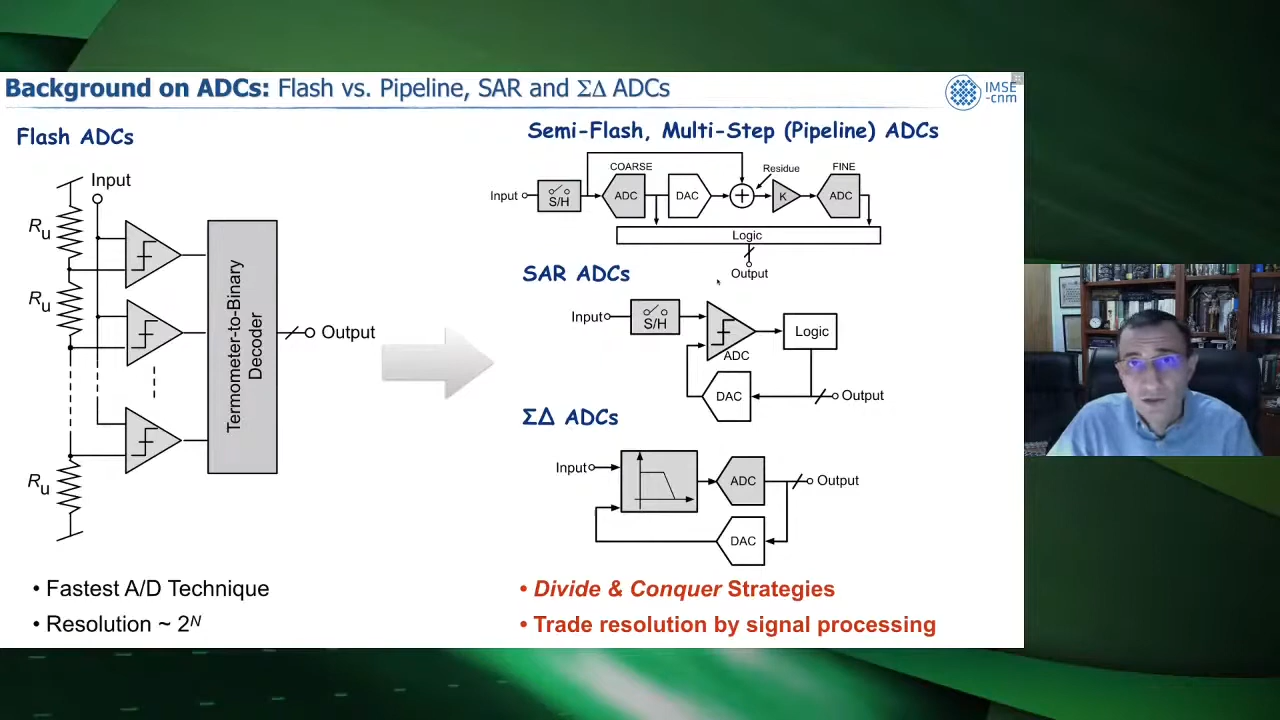 Background on ADCs: Flash vs. Pipeline, SAR and ΣΔ ADCs
IMSE
-cnm
Flash ADCs
Input
Ru
Ru
Ru
Termometer-to-Binary
Decoder
Output
• Fastest A/D Technique
• Resolution ~ 2^N
Semi-Flash, Multi-Step (Pipeline) ADCs
COARSE
Residue
FINE
Input
S/H
ADC
DAC
+
K
ADC
Logic
Output
SAR ADCs
Input
S/H
ADC
Logic
DAC
Output
ΣΔ ADCs
Input
ADC
Output
DAC
• Divide & Conquer Strategies
• Trade resolution by signal processing